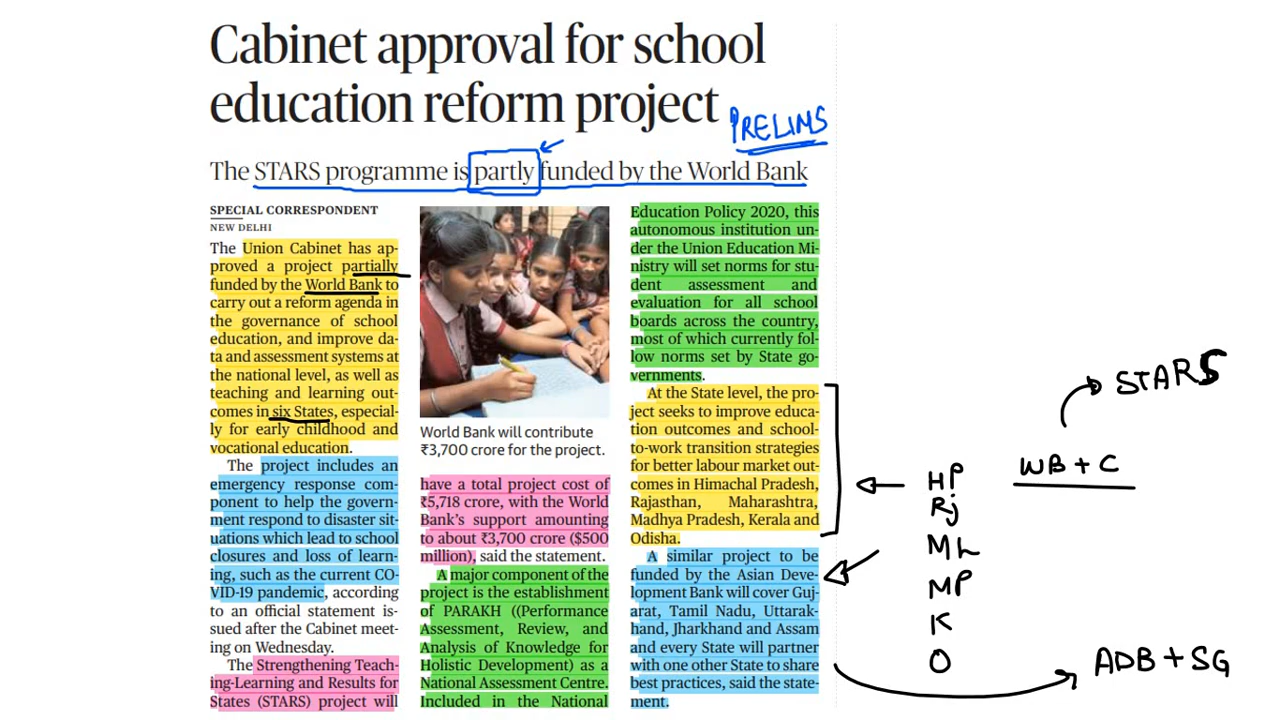 Cabinet approval for school
education reform project
PRELIMS
The STARS programme is partly funded by the World Bank
SPECIAL CORRESPONDENT
NEW DELHI
The Union Cabinet has ap-
proved a project partially
funded by the World Bank to
carry out a reform agenda in
the governance of school
education, and improve da-
ta and assessment systems at
the national level, as well as
teaching and learning out-
comes in six States, especial-
ly for early childhood and
vocational education.
The project includes an
emergency response com-
ponent to help the govern-
ment respond to disaster sit-
uations which lead to school
closures and loss of learn-
ing, such as the current CO-
VID-19 pandemic, according
to an official statement is-
sued after the Cabinet meet-
ing on Wednesday.
The Strengthening Teach-
ing-Learning and Results for
States (STARS) project will
World Bank will contribute
₹3,700 crore for the project.
have a total project cost of
₹5,718 crore, with the World
Bank's support amounting
to about ₹3,700 crore ($500
million), said the statement.
A major component of the
project is the establishment
of PARAKH ((Performance
Assessment, Review, and
Analysis of Knowledge for
Holistic Development) as a
National Assessment Centre.
Included in the National
Education Policy 2020, this
autonomous institution un-
der the Union Education Mi-
nistry will set norms for stu-
dent assessment and
evaluation for all school
boards across the country,
most of which currently fol-
low norms set by State go-
vernments.
At the State level, the pro-
ject seeks to improve educa-
tion outcomes and school-
to-work transition strategies
for better labour market out-
comes in Himachal Pradesh,
Rajasthan, Maharashtra,
Madhya Pradesh, Kerala and
Odisha.
A similar project to be
funded by the Asian Deve-
lopment Bank will cover Guj-
arat, Tamil Nadu, Uttarak-
hand, Jharkhand and Assam
and every State will partner
with one other State to share
best practices, said the state-
ment.
STARS
WB + C
HP
Rj
MH
MP
K
O
ADB + SG